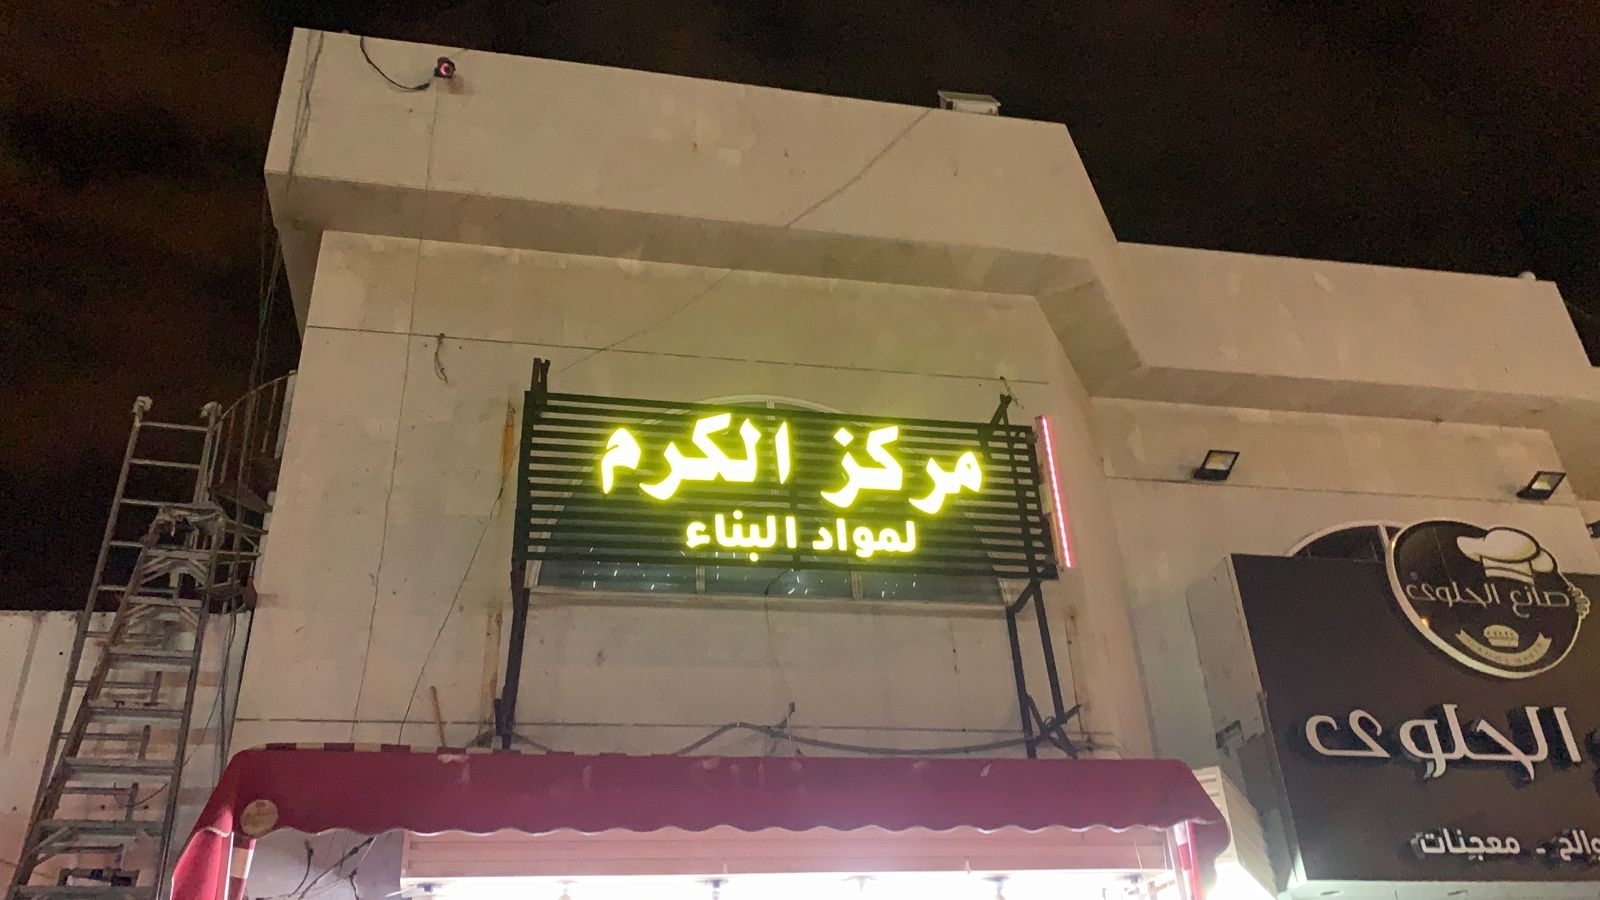 مركز الكرم
لمواد البناء
صانع الحلوى
الحلوى
معجنات